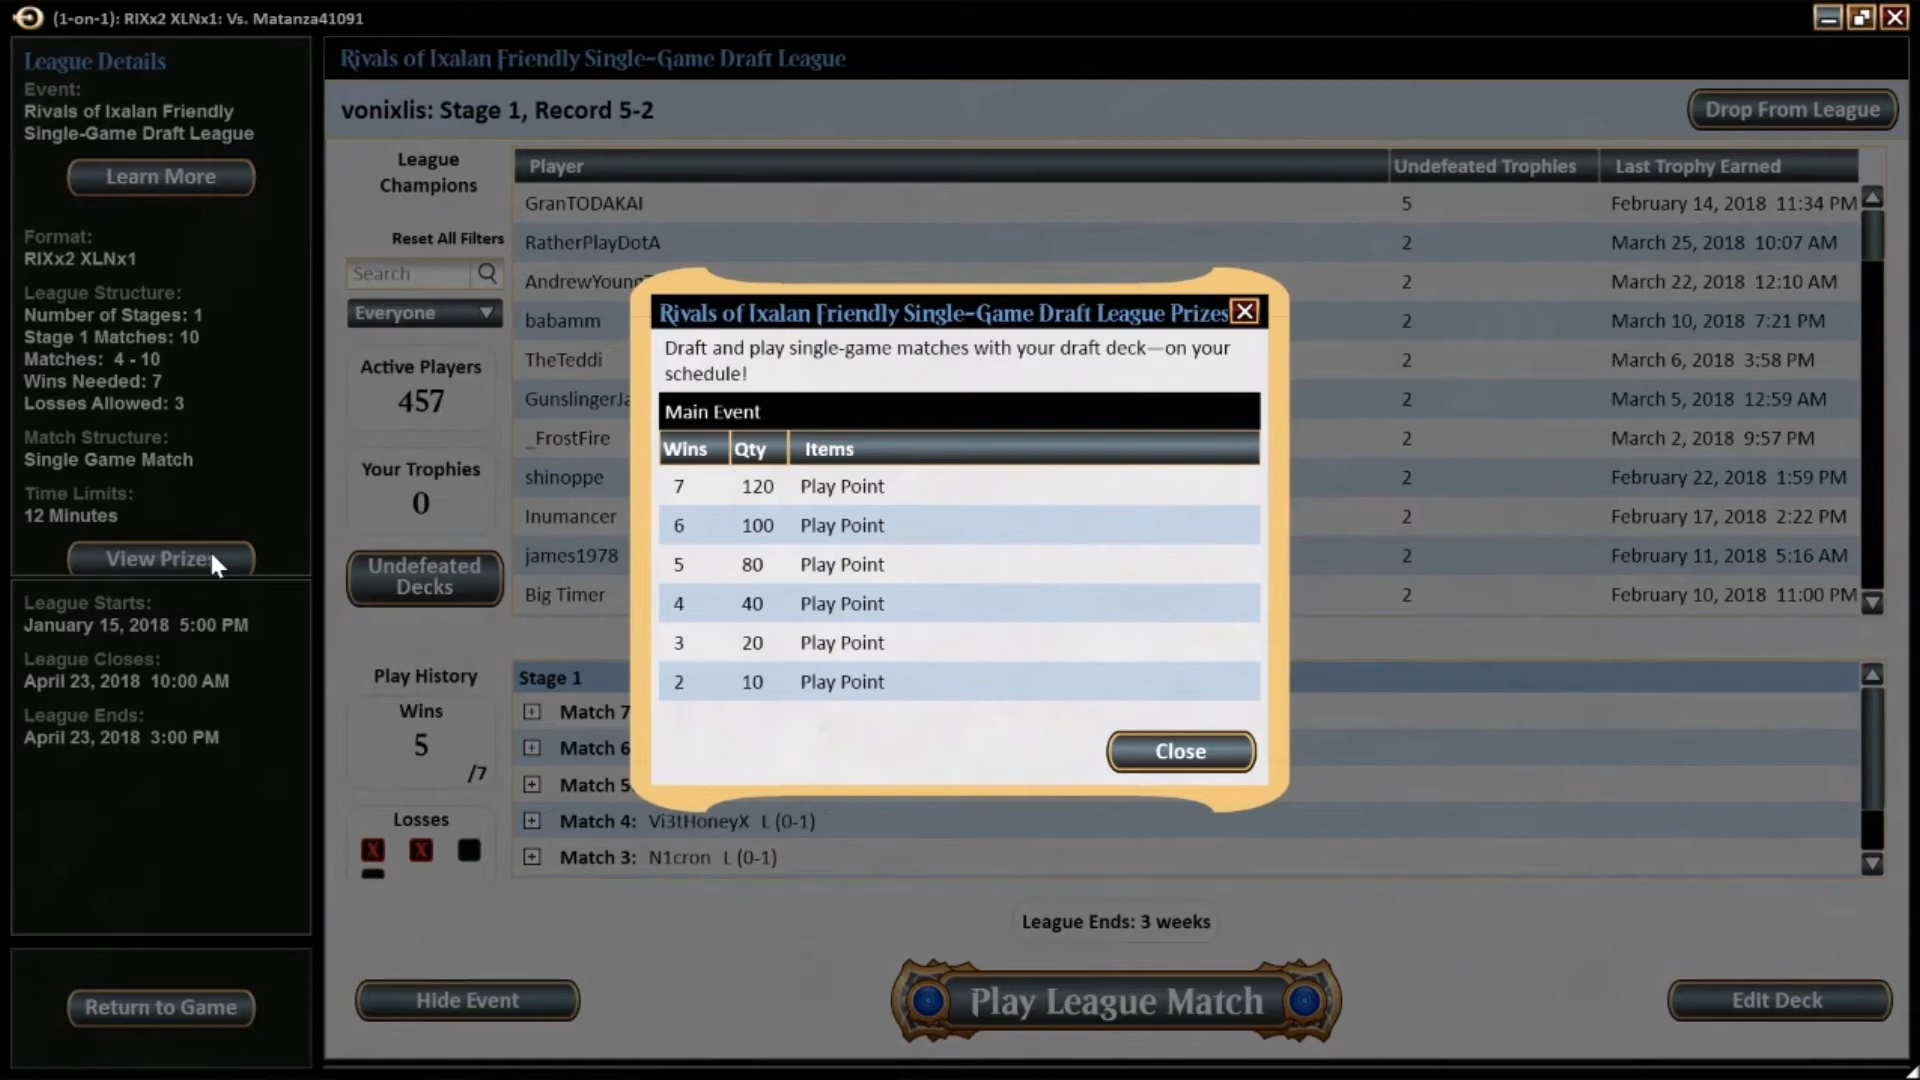 (1-on-1): RIXx2 XLNx1: Vs. Matanza41091
League Details
Event:
Rivals of Ixalan Friendly
Single-Game Draft League
Learn More
Format:
RIXx2 XLNx1
League Structure:
Number of Stages: 1
Stage 1 Matches: 10
Matches: 4 - 10
Wins Needed: 7
Losses Allowed: 3
Match Structure:
Single Game Match
Time Limits:
12 Minutes
View Prizes
League Starts:
January 15, 2018 5:00 PM
League Closes:
April 23, 2018 10:00 AM
League Ends:
April 23, 2018 3:00 PM
Return to Game
Rivals of Ixalan Friendly Single-Game Draft League
vonixlis: Stage 1, Record 5-2
Drop From League
League
Champions
Reset All Filters
Search
Everyone
Active Players
457
Your Trophies
0
Undefeated
Decks
Player Undefeated Trophies Last Trophy Earned
GranTODAKAI 5 February 14, 2018 11:34 PM
RatherPlayDotA 2 March 25, 2018 10:07 AM
AndrewYoung 2 March 22, 2018 12:10 AM
babamm 2 March 10, 2018 7:21 PM
TheTeddi 2 March 6, 2018 3:58 PM
GunslingerJa 2 March 5, 2018 12:59 AM
_FrostFire 2 March 2, 2018 9:57 PM
shinoppe 2 February 22, 2018 1:59 PM
Inumancer 2 February 17, 2018 2:22 PM
james1978 2 February 11, 2018 5:16 AM
Big Timer 2 February 10, 2018 11:00 PM
Rivals of Ixalan Friendly Single-Game Draft League Prizes
Draft and play single-game matches with your draft deck—on your
schedule!
Main Event
Wins Qty Items
7 120 Play Point
6 100 Play Point
5 80 Play Point
4 40 Play Point
3 20 Play Point
2 10 Play Point
Close
Play History
Wins
5
/7
Losses
X X
Stage 1
Match 7
Match 6
Match 5
Match 4: Vi3tHoneyX L (0-1)
Match 3: N1cron L (0-1)
League Ends: 3 weeks
Hide Event
Play League Match
Edit Deck